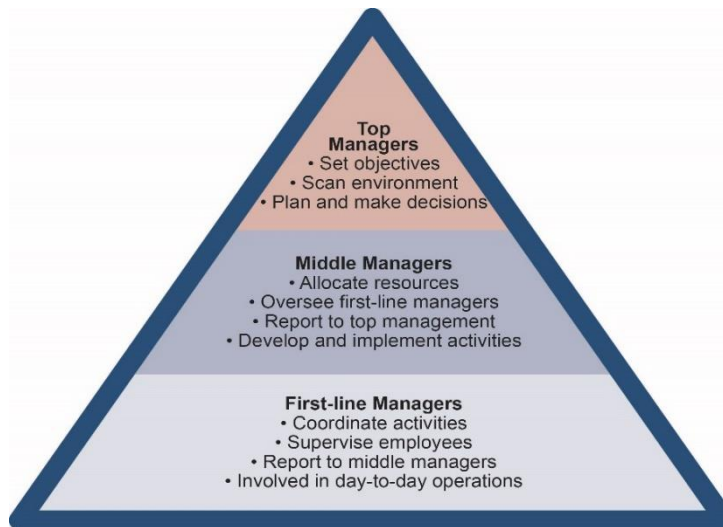 Top
Managers
• Set objectives
• Scan environment
• Plan and make decisions
Middle Managers
• Allocate resources
• Oversee first-line managers
• Report to top management
• Develop and implement activities
First-line Managers
• Coordinate activities
• Supervise employees
• Report to middle managers
• Involved in day-to-day operations